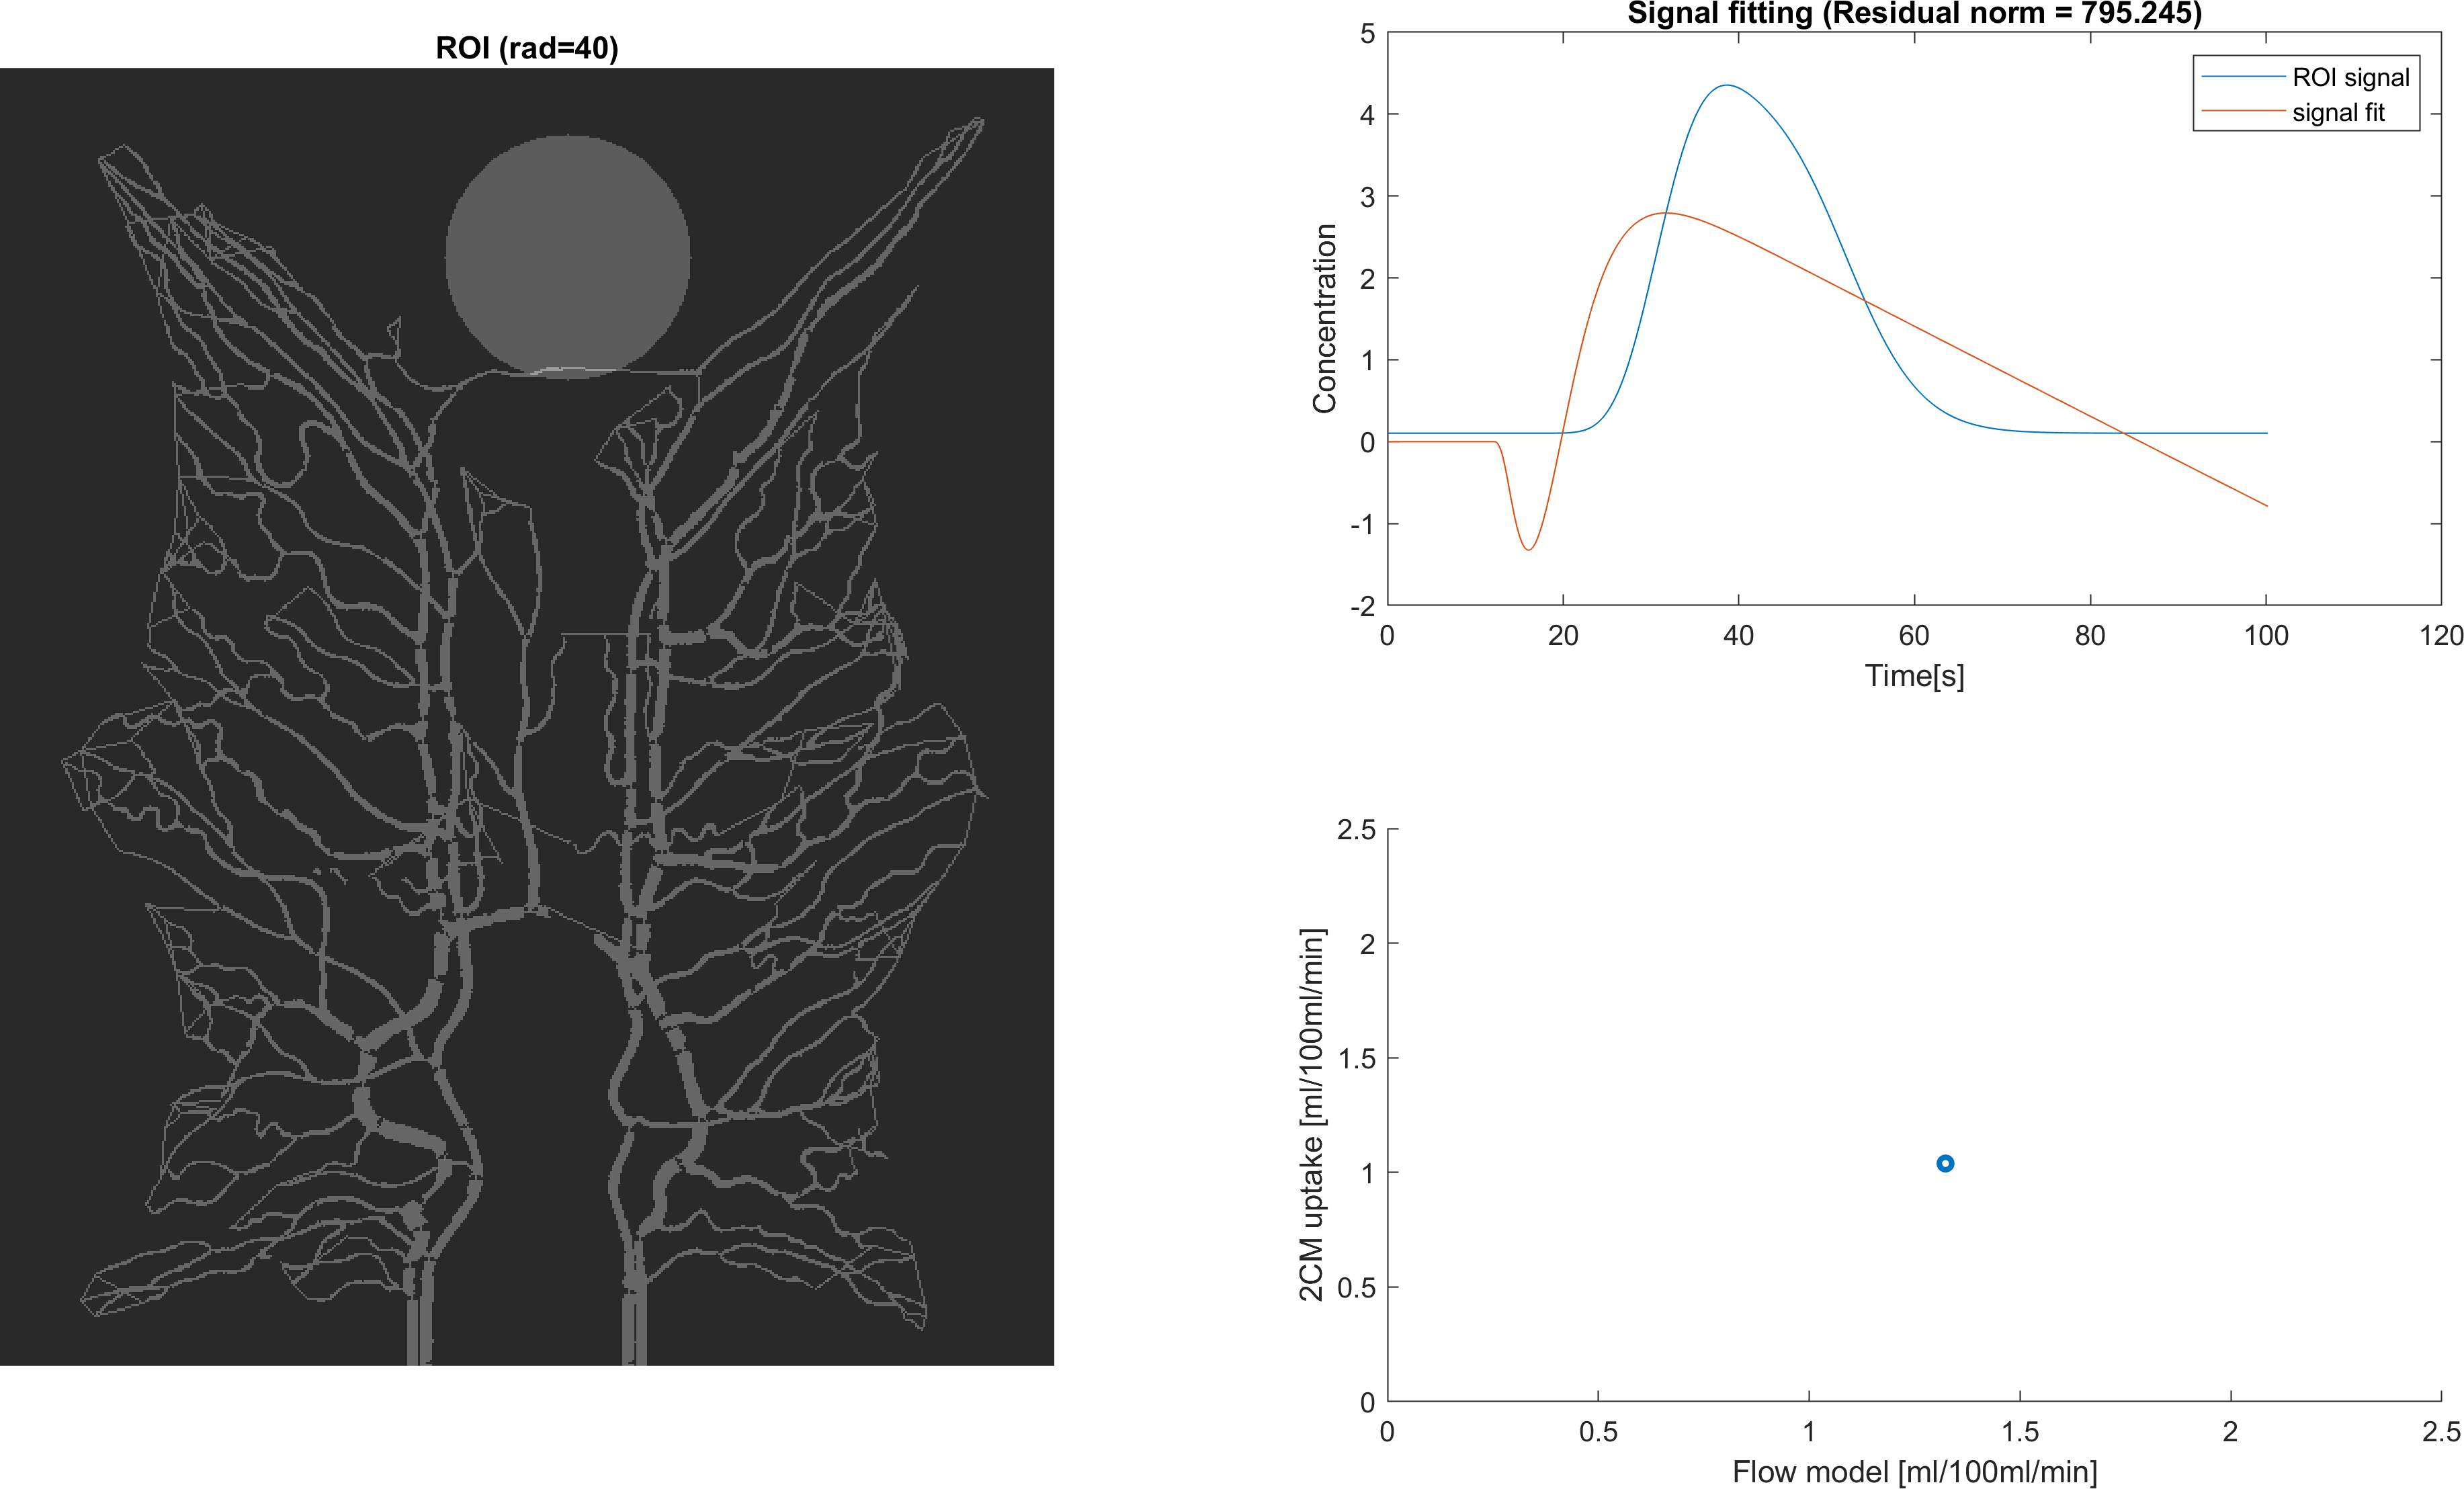 ROI (rad=40)
Signal fitting (Residual norm = 795.245)
5
4
3
2
1
0
-1
-2
Concentration
ROI signal
signal fit
0 20 40 60 80 100 120
Time[s]
2.5
2
1.5
1
0.5
0
2CM uptake [ml/100ml/min]
0 0.5 1 1.5 2 2.5
Flow model [ml/100ml/min]